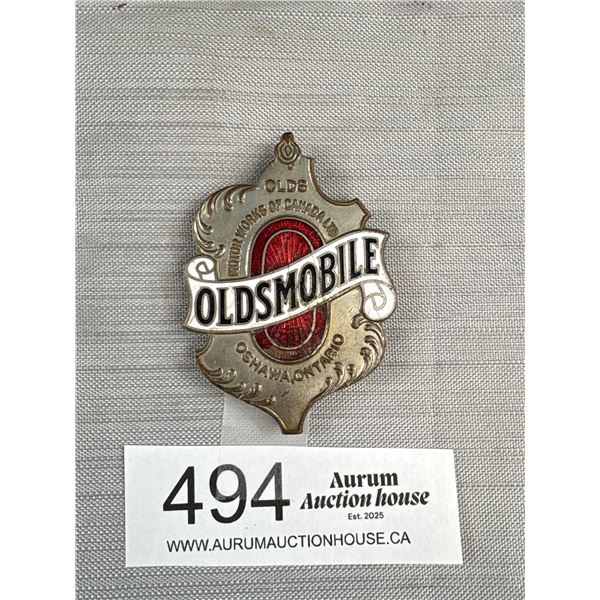 OLDS
MOTOR WORKS OF CANADA LTD
OLDSMOBILE
OSHAWA, ONTARIO
494
Aurum
Auction house
Est. 2025
WWW.AURUMAUCTIONHOUSE.CA